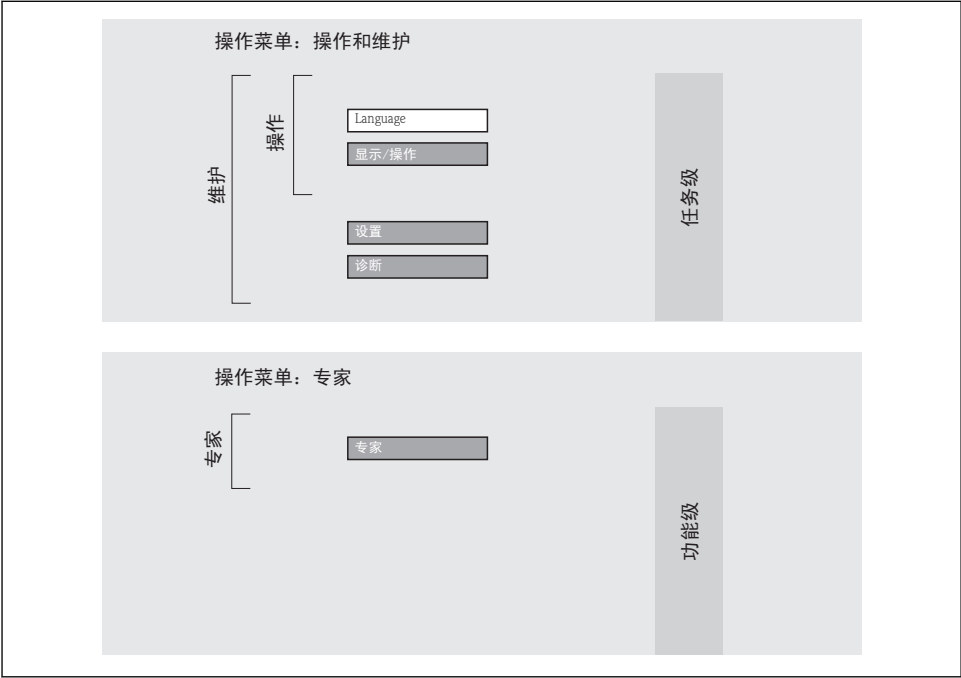 操作菜单：操作和维护
维护
操作
Language
显示/操作
设置
诊断
任务级
操作菜单：专家
专家
专家
功能级